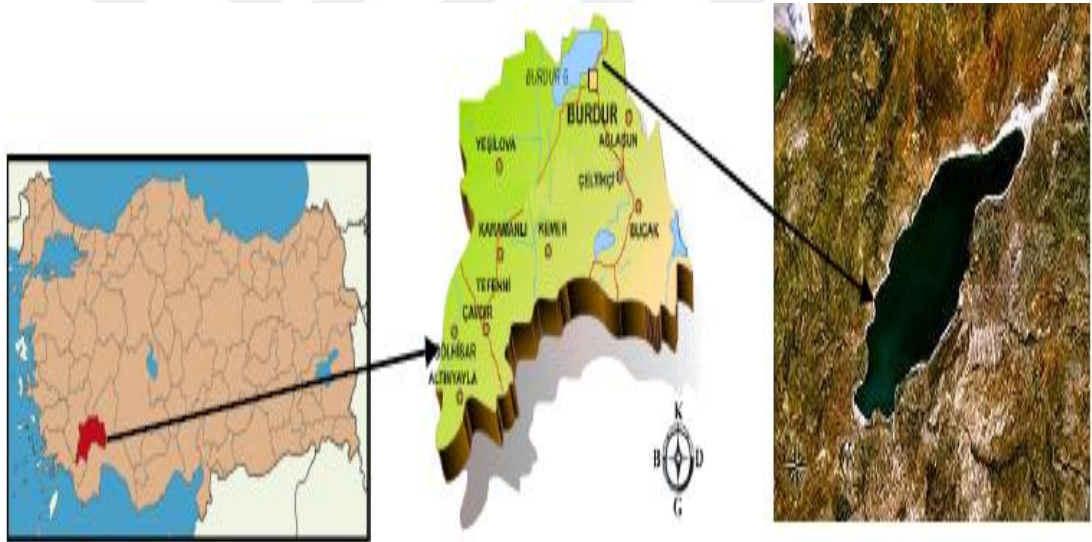 BURDUR G
BURDUR
AĞLASUN
YEŞİLOVA
ÇELTİKÇİ
BUCAK
KARAMANLI
KEMER
TEFENNİ
ÇAVDIR
GÖLHİSAR
ALTINYAYLA
K
B
D
G